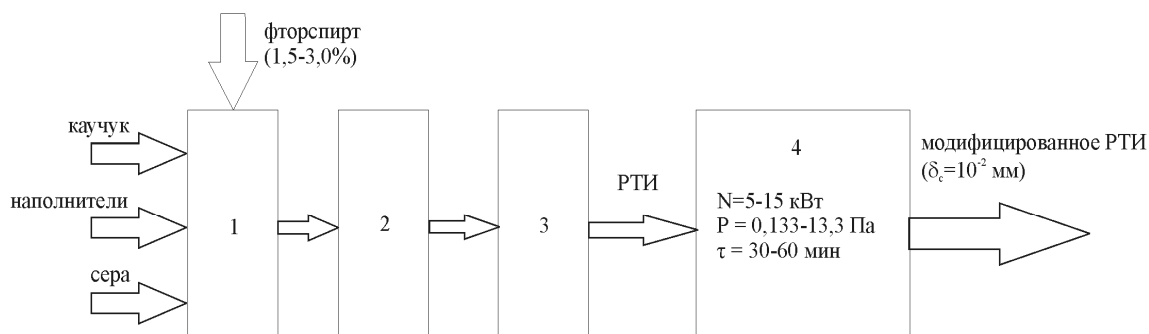 фторспирт
(1,5-3,0%)
каучук
наполнители
сера
1
2
3
РТИ
4
N=5-15 кВт
P = 0,133-13,3 Па
τ = 30-60 мин
модифицированное РТИ
(δс=10⁻² мм)